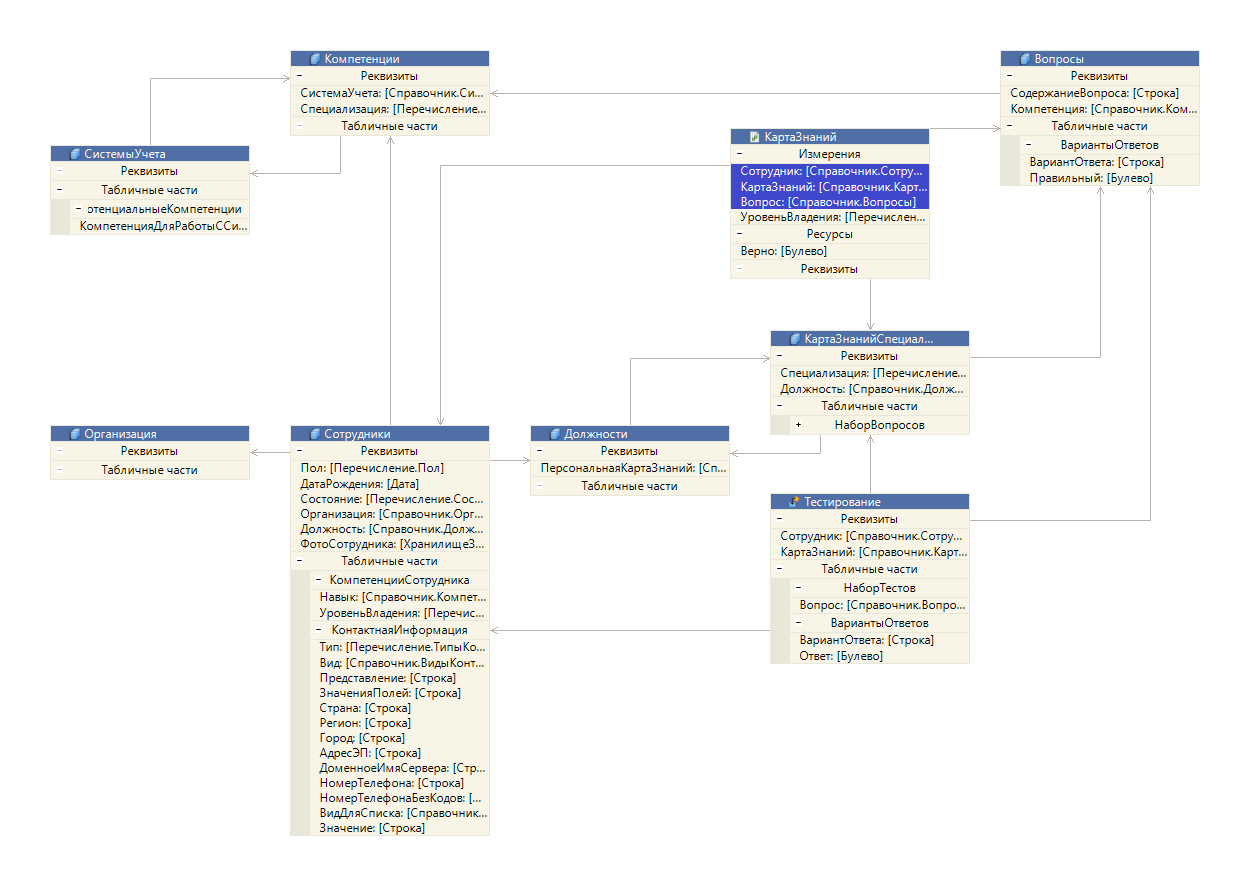 Компетенции
Реквизиты
СистемаУчета: [Справочник.Си...
Специализация: [Перечисление...
Табличные части
Вопросы
Реквизиты
СодержаниеВопроса: [Строка]
Компетенция: [Справочник.Ком...
Табличные части
ВариантыОтветов
ВариантОтвета: [Строка]
Правильный: [Булево]
СистемыУчета
Реквизиты
Табличные части
отенциальныеКомпетенции
КомпетенцияДляРаботыССи...
КартаЗнаний
Измерения
Сотрудник: [Справочник.Сотру...
КартаЗнаний: [Справочник.Карт...
Вопрос: [Справочник.Вопросы]
УровеньВладения: [Перечислен...
Ресурсы
Верно: [Булево]
Реквизиты
КартаЗнанийСпециал...
Реквизиты
Специализация: [Перечисление...
Должность: [Справочник.Долж...
Табличные части
НаборВопросов
Организация
Реквизиты
Табличные части
Сотрудники
Реквизиты
Пол: [Перечисление.Пол]
ДатаРождения: [Дата]
Состояние: [Перечисление.Сос...
Организация: [Справочник.Орг...
Должность: [Справочник.Долж...
ФотоСотрудника: [ХранилищеЗ...
Табличные части
КомпетенцииСотрудника
Навык: [Справочник.Компет...
УровеньВладения: [Перечис...
КонтактнаяИнформация
Тип: [Перечисление.ТипыКо...
Вид: [Справочник.ВидыКонт...
Представление: [Строка]
ЗначенияПолей: [Строка]
Страна: [Строка]
Регион: [Строка]
Город: [Строка]
АдресЭП: [Строка]
ДоменноеИмяСервера: [Стр...
НомерТелефона: [Строка]
НомерТелефонаБезКодов: [...
ВидДляСписка: [Справочник...
Значение: [Строка]
Должности
Реквизиты
ПерсональнаяКартаЗнаний: [Сп...
Табличные части
Тестирование
Реквизиты
Сотрудник: [Справочник.Сотру...
КартаЗнаний: [Справочник.Карт...
Табличные части
НаборТестов
Вопрос: [Справочник.Вопро...
ВариантыОтветов
ВариантОтвета: [Строка]
Ответ: [Булево]